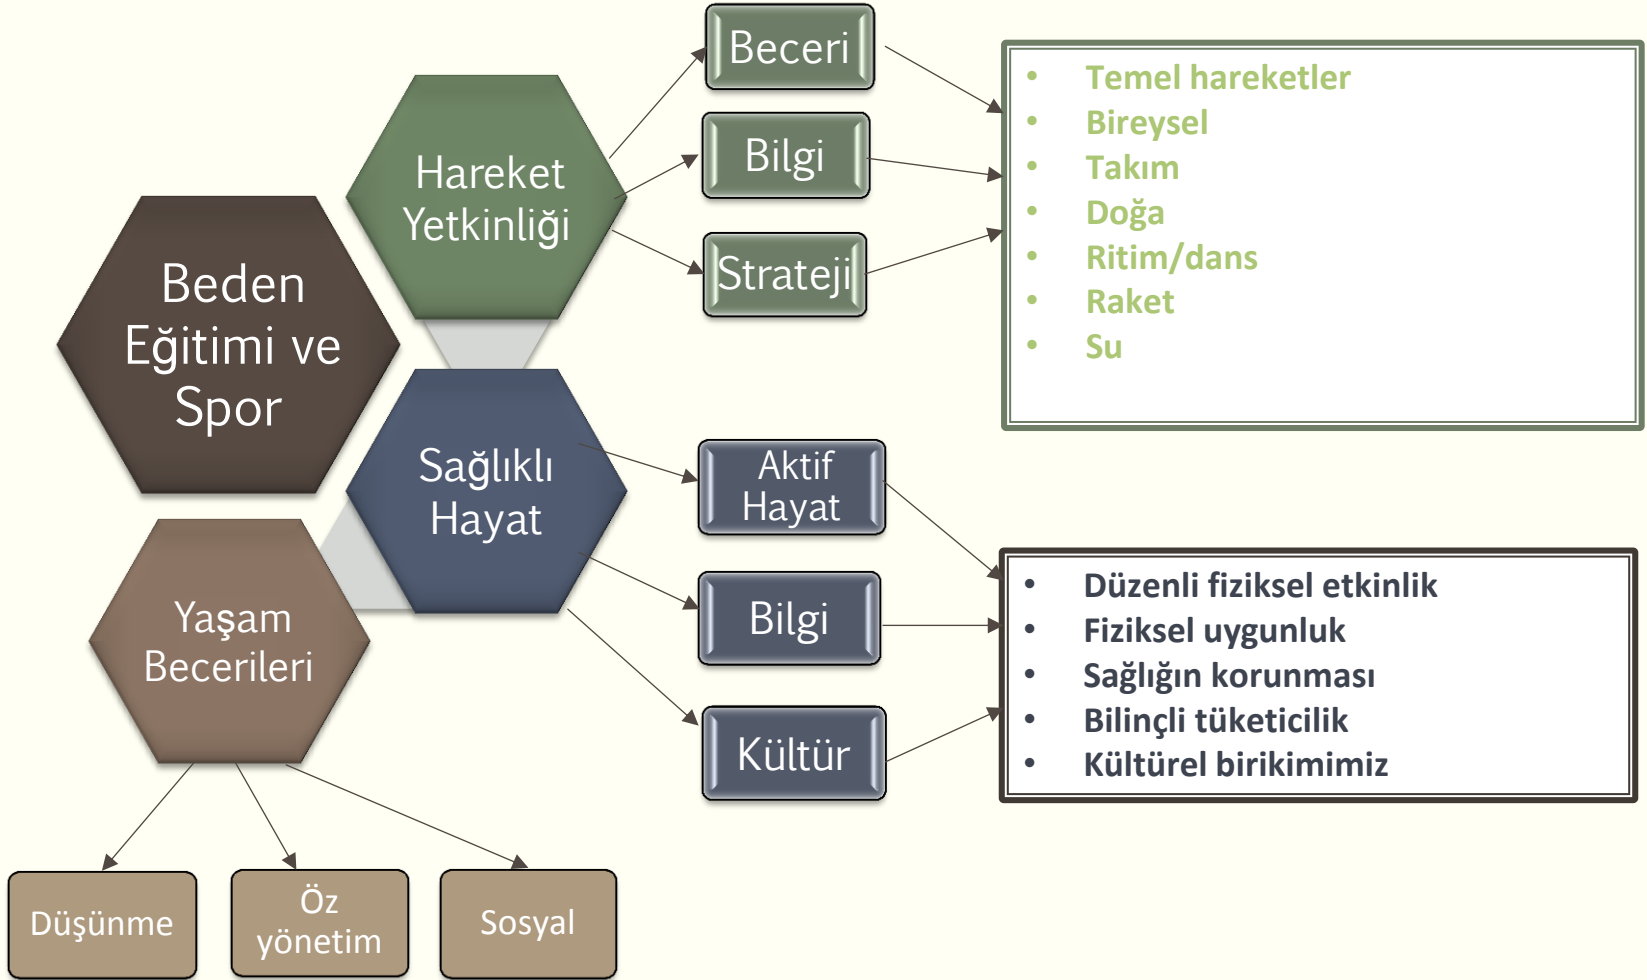 Beden
Eğitimi ve
Spor
Hareket
Yetkinliği
Beceri
Bilgi
Strateji
• Temel hareketler
• Bireysel
• Takım
• Doğa
• Ritim/dans
• Raket
• Su
Sağlıklı
Hayat
Aktif
Hayat
Bilgi
Kültür
• Düzenli fiziksel etkinlik
• Fiziksel uygunluk
• Sağlığın korunması
• Bilinçli tüketicilik
• Kültürel birikimimiz
Yaşam
Becerileri
Düşünme
Öz
yönetim
Sosyal